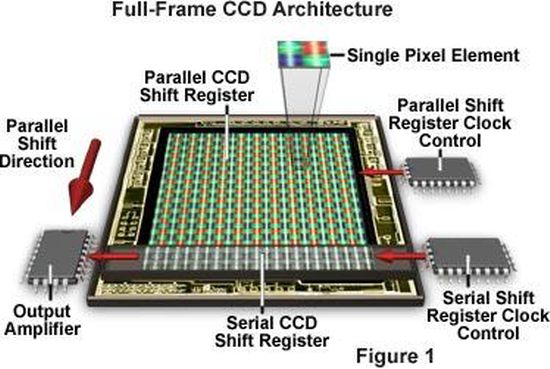 Full-Frame CCD Architecture
Single Pixel Element
Parallel CCD
Shift Register
Parallel Shift
Register Clock
Control
Parallel
Shift
Direction
Output
Amplifier
Serial CCD
Shift Register
Serial Shift
Register Clock
Control
Figure 1